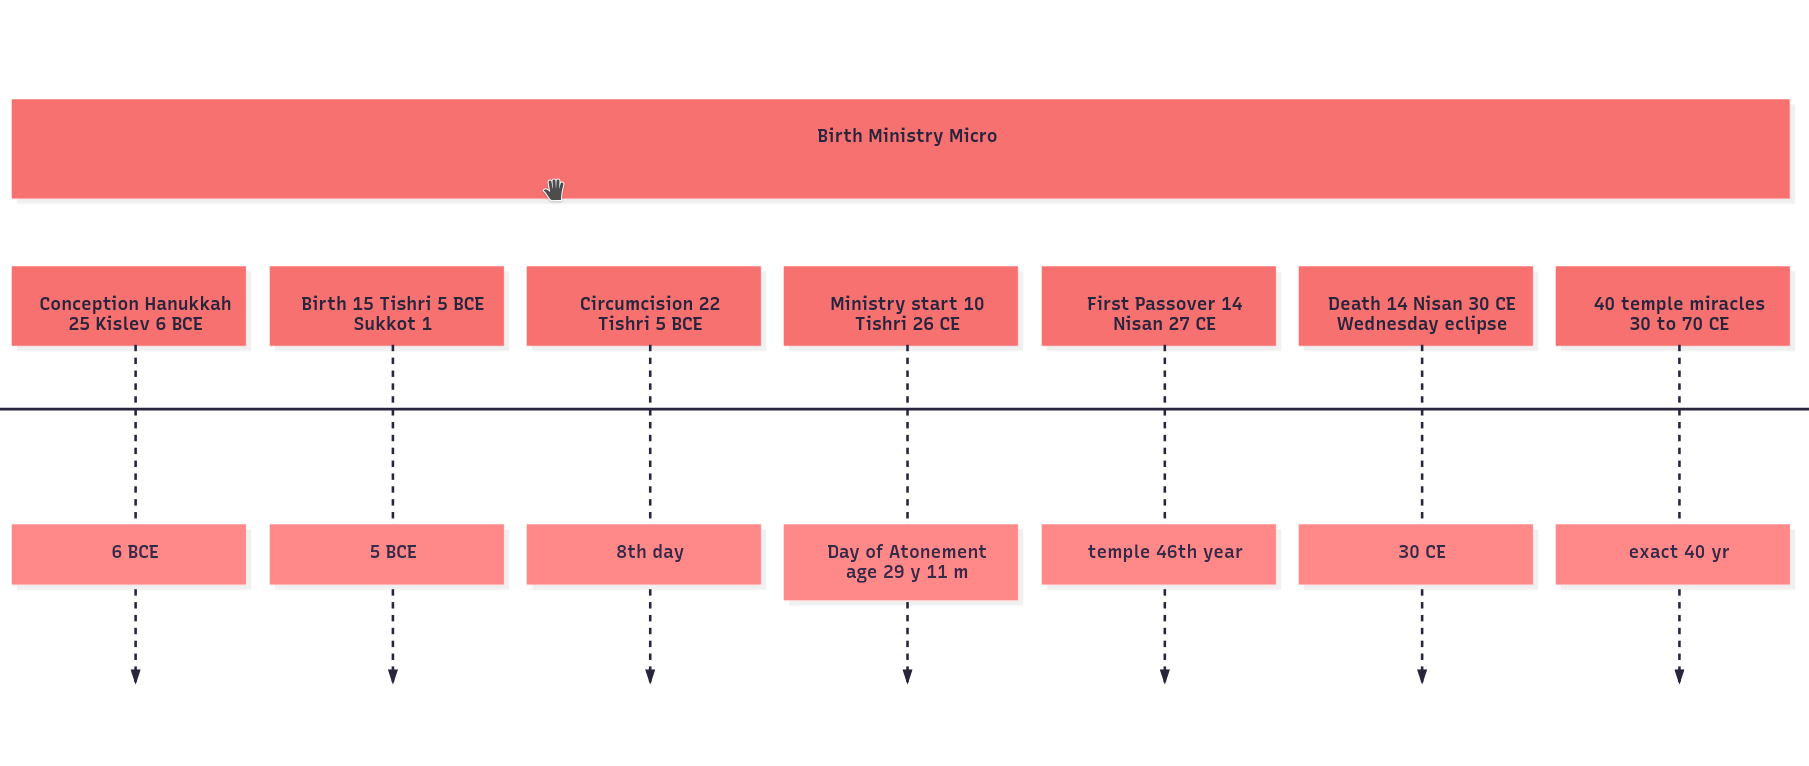 Birth Ministry Micro
Conception Hanukkah
25 Kislev 6 BCE
Birth 15 Tishri 5 BCE
Sukkot 1
Circumcision 22
Tishri 5 BCE
Ministry start 10
Tishri 26 CE
First Passover 14
Nisan 27 CE
Death 14 Nisan 30 CE
Wednesday eclipse
40 temple miracles
30 to 70 CE
6 BCE
5 BCE
8th day
Day of Atonement
age 29 y 11 m
temple 46th year
30 CE
exact 40 yr